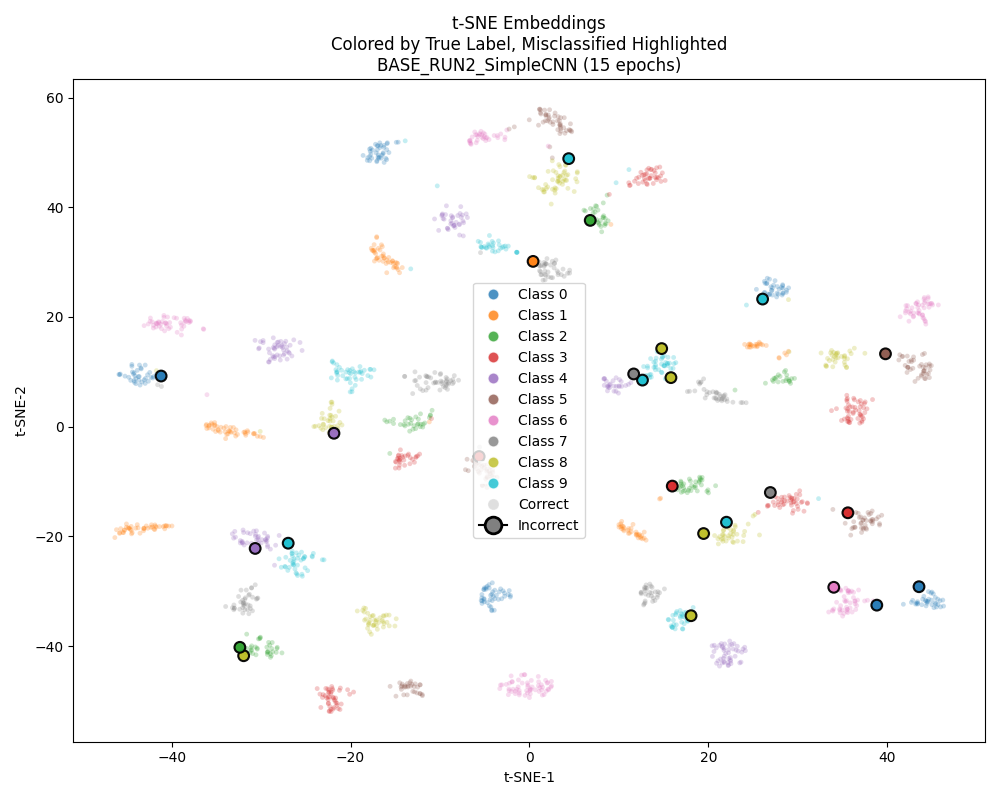 t-SNE Embeddings
Colored by True Label, Misclassified Highlighted
BASE_RUN2_SimpleCNN (15 epochs)
60
40
20
0
−20
−40
t-SNE-2
Class 0
Class 1
Class 2
Class 3
Class 4
Class 5
Class 6
Class 7
Class 8
Class 9
Correct
Incorrect
−40
−20
0
20
40
t-SNE-1